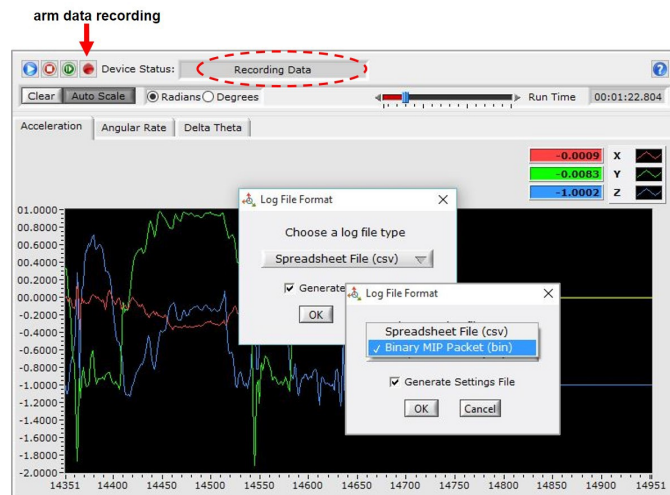 arm data recording
Device Status: Recording Data
Clear Auto Scale Radians Degrees Run Time 00:01:22.804
Acceleration Angular Rate Delta Theta
-0.0009 X
-0.0083 Y
-1.0002 Z
Log File Format
Choose a log file type
Spreadsheet File (csv)
Generate
OK
Log File Format
Spreadsheet File (csv)
Binary MIP Packet (bin)
Generate Settings File
OK Cancel
01.0000
00.8000
00.6000
00.4000
00.2000
00.0000
-0.2000
-0.4000
-0.6000
-0.8000
-1.0000
-1.2000
-1.4000
-1.6000
-1.8000
-2.0000
14351 14400 14450 14500 14550 14600 14650 14700 14750 14800 14850 14900 14951